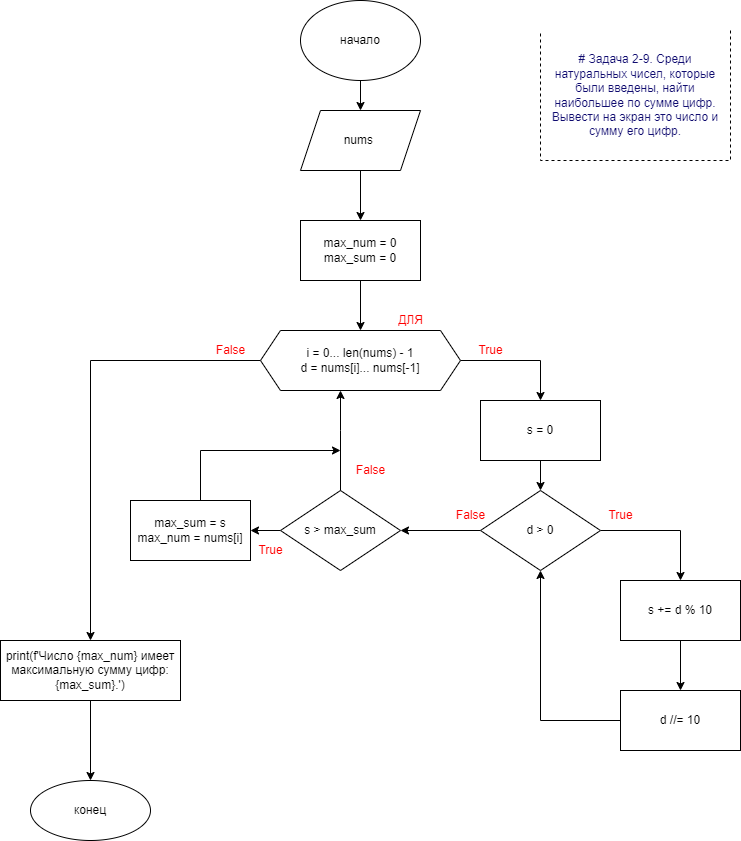 начало
# Задача 2-9. Среди
натуральных чисел, которые
были введены, найти
наибольшее по сумме цифр.
Вывести на экран это число и
сумму его цифр.
nums
max_num = 0
max_sum = 0
ДЛЯ
False
i = 0... len(nums) - 1
d = nums[i]... nums[-1]
True
s = 0
False
max_sum = s
max_num = nums[i]
True
s > max_sum
False
d > 0
True
s += d % 10
print(f'Число {max_num} имеет
максимальную сумму цифр:
{max_sum}.')
d //= 10
конец